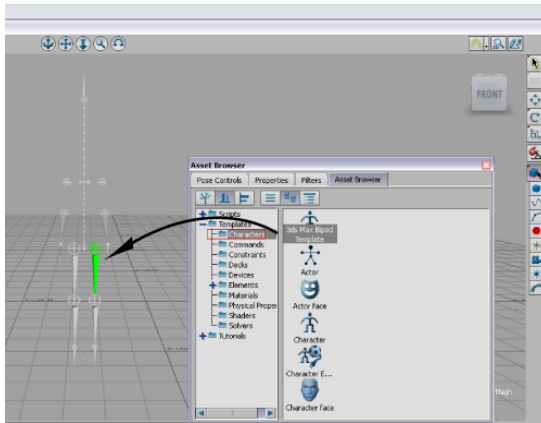 FRONT
Asset Browser
Pose Controls
Properties
Filters
Asset Browser
Scripts
Templates
Characters
Commands
Constraints
Decks
Devices
Elements
Materials
Physical Prope
Shaders
Solvers
Tutorials
3ds Max Biped
Template
Actor
Actor Face
Character
Character E...
Character Face
Thigh